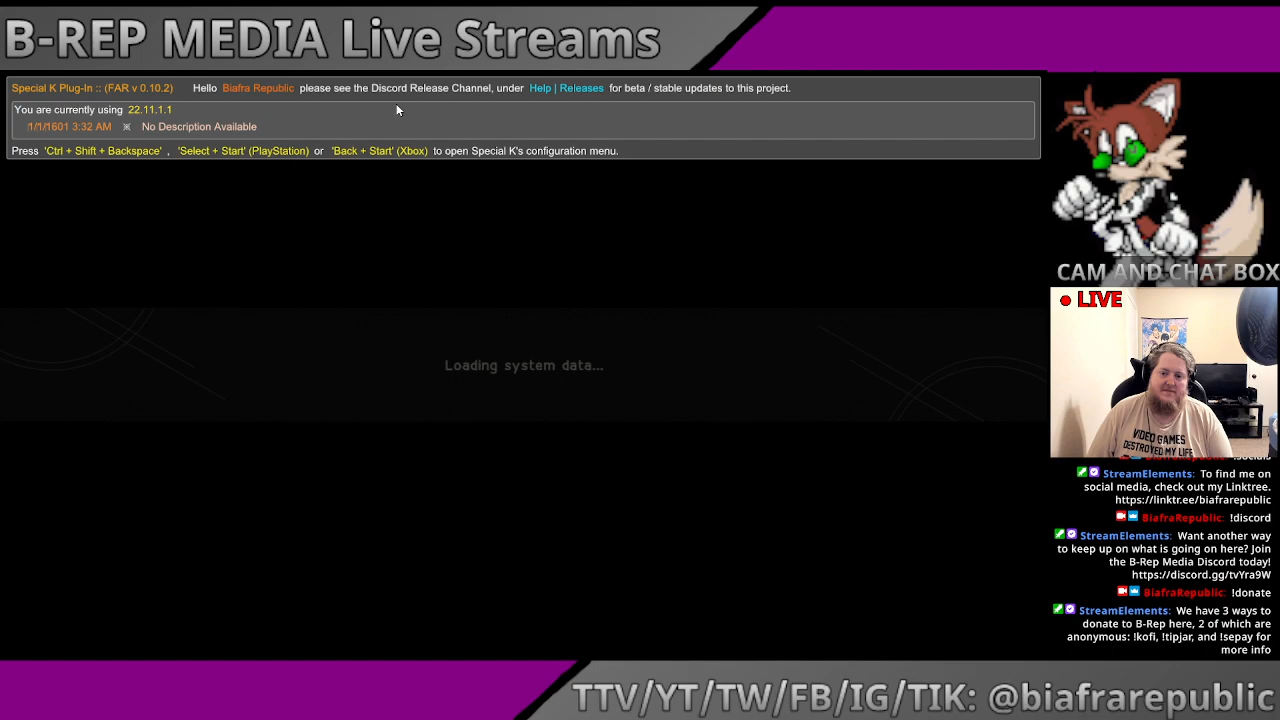 B-REP MEDIA Live Streams
Special K Plug-In :: (FAR v 0.10.2) Hello Biafra Republic please see the Discord Release Channel, under Help | Releases for beta / stable updates to this project.
You are currently using 22.11.1.1
1/1/1601 3:32 AM ※ No Description Available
Press 'Ctrl + Shift + Backspace' , 'Select + Start' (PlayStation) or 'Back + Start' (Xbox) to open Special K's configuration menu.
Loading system data...
CAM AND CHAT BOX
LIVE
VIDEO GAMES
DESTROYED MY LIFE
StreamElements: To find me on
social media, check out my Linktree.
https://linktr.ee/biafrarepublic
BiafraRepublic: !discord
StreamElements: Want another way
to keep up on what is going on here? Join
the B-Rep Media Discord today!
https://discord.gg/tvYra9W
BiafraRepublic: !donate
StreamElements: We have 3 ways to
donate to B-Rep here, 2 of which are
anonymous: !kofi, !tipjar, and !sepay for
more info
TTV/YT/TW/FB/IG/TIK: @biafrarepublic